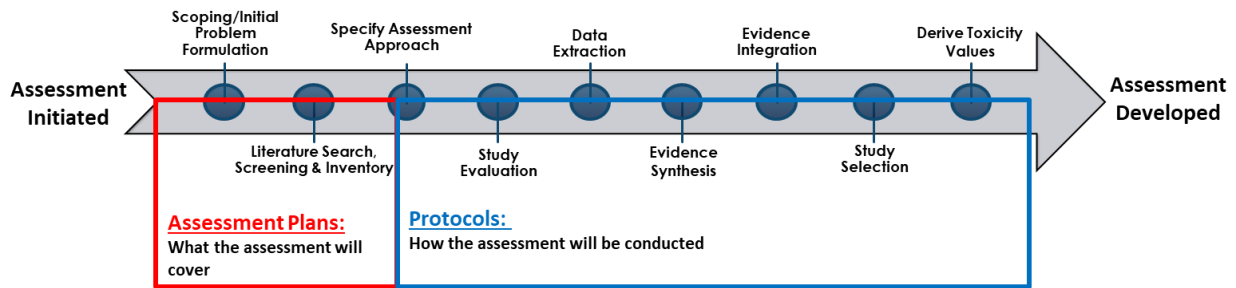 Scoping/Initial
Problem
Formulation
Specify Assessment
Approach
Data
Extraction
Evidence
Integration
Derive Toxicity
Values
Assessment
Initiated
Assessment
Developed
Literature Search,
Screening & Inventory
Study
Evaluation
Evidence
Synthesis
Study
Selection
Assessment Plans:
What the assessment will
cover
Protocols:
How the assessment will be conducted